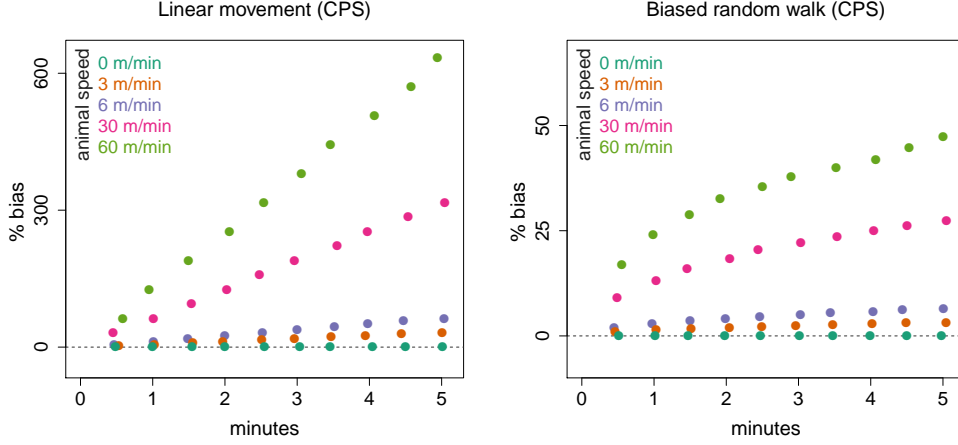 Linear movement (CPS)
% bias
600
300
0
animal speed
0 m/min
3 m/min
6 m/min
30 m/min
60 m/min
0 1 2 3 4 5
minutes
Biased random walk (CPS)
% bias
50
25
0
animal speed
0 m/min
3 m/min
6 m/min
30 m/min
60 m/min
0 1 2 3 4 5
minutes